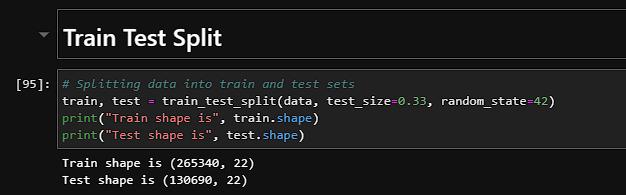 Train Test Split
[95]: # Splitting data into train and test sets
train, test = train_test_split(data, test_size=0.33, random_state=42)
print("Train shape is", train.shape)
print("Test shape is", test.shape)
Train shape is (265340, 22)
Test shape is (130690, 22)